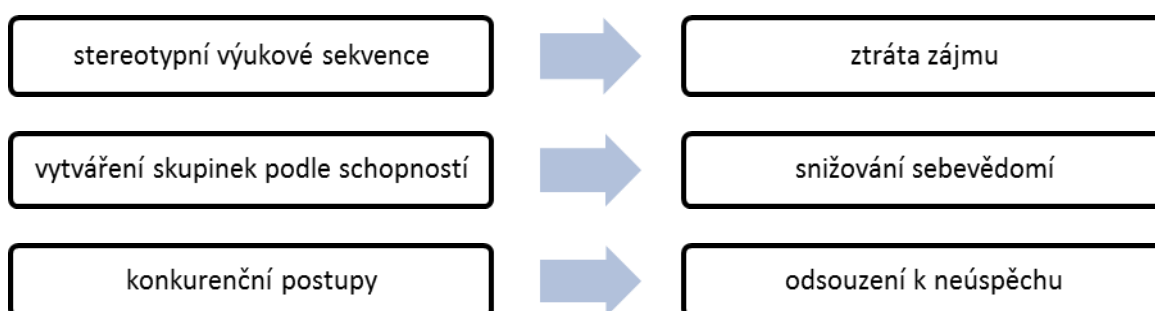 stereotypní výukové sekvence
ztráta zájmu
vytváření skupinek podle schopností
snižování sebevědomí
konkurenční postupy
odsouzení k neúspěchu